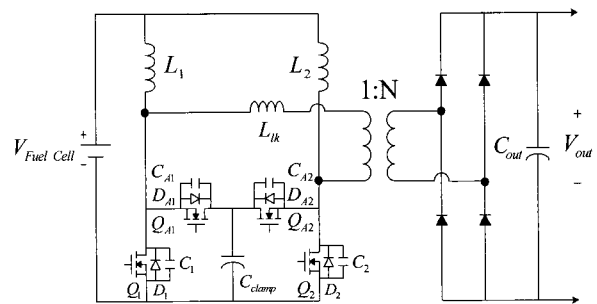 L1
L2
1:N
Llk
VFuel Cell
+
-
CA1
CA2
DA1
DA2
QA1
QA2
Cclamp
Q1
D1
C1
Q2
D2
C2
Cout
+
Vout
-